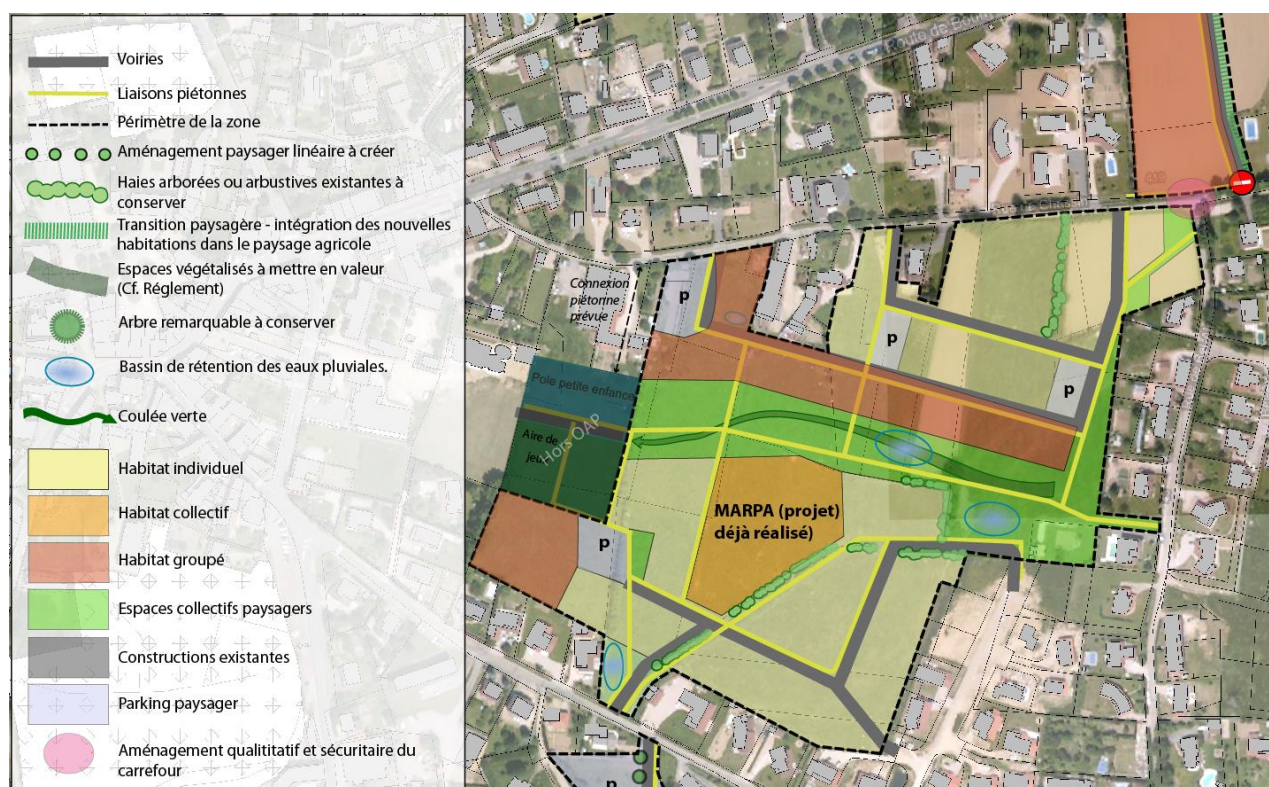 Voiries
Liaisons piétonnes
Périmètre de la zone
Aménagement paysager linéaire à créer
Haies arborées ou arbustives existantes à
conserver
Transition paysagère - intégration des nouvelles
habitations dans le paysage agricole
Espaces végétalisés à mettre en valeur
(Cf. Réglement)
Arbre remarquable à conserver
Bassin de rétention des eaux pluviales.
Coulée verte
Habitat individuel
Habitat collectif
Habitat groupé
Espaces collectifs paysagers
Constructions existantes
Parking paysager
Aménagement qualititatif et sécuritaire du
carrefour
Route de
Connexion
piétonne
prévue
p
p
p
Pole petite enfance
Aire de
jeux
Hors OAP
MARPA (projet)
déjà réalisé)
p
p